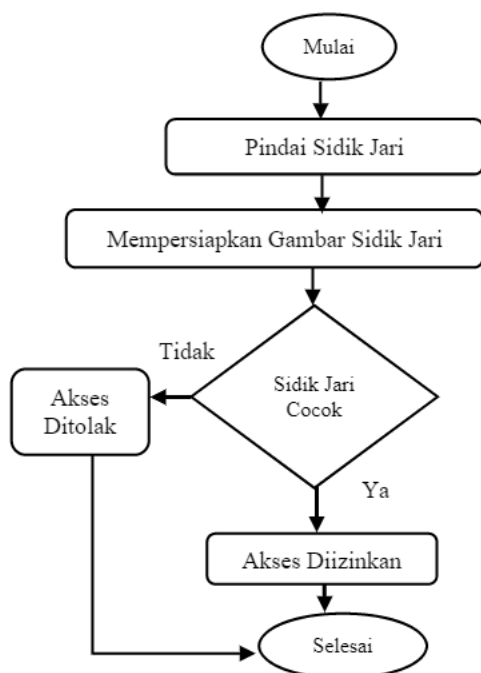 Mulai
Pindai Sidik Jari
Mempersiapkan Gambar Sidik Jari
Tidak
Sidik Jari
Cocok
Akses
Ditolak
Ya
Akses Diizinkan
Selesai